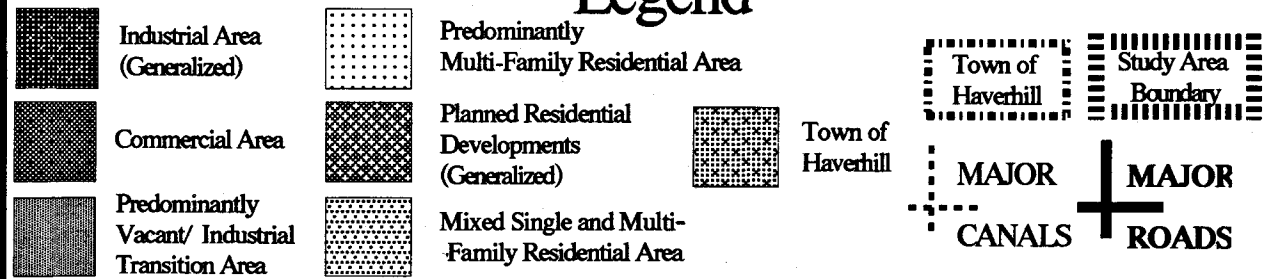 Legend
Industrial Area
(Generalized)
Commercial Area
Predominantly
Vacant/ Industrial
Transition Area
Predominantly
Multi-Family Residential Area
Planned Residential
Developments
(Generalized)
Mixed Single and Multi-
-Family Residential Area
Town of
Haverhill
Town of
Haverhill
Study Area
Boundary
MAJOR
CANALS
MAJOR
ROADS